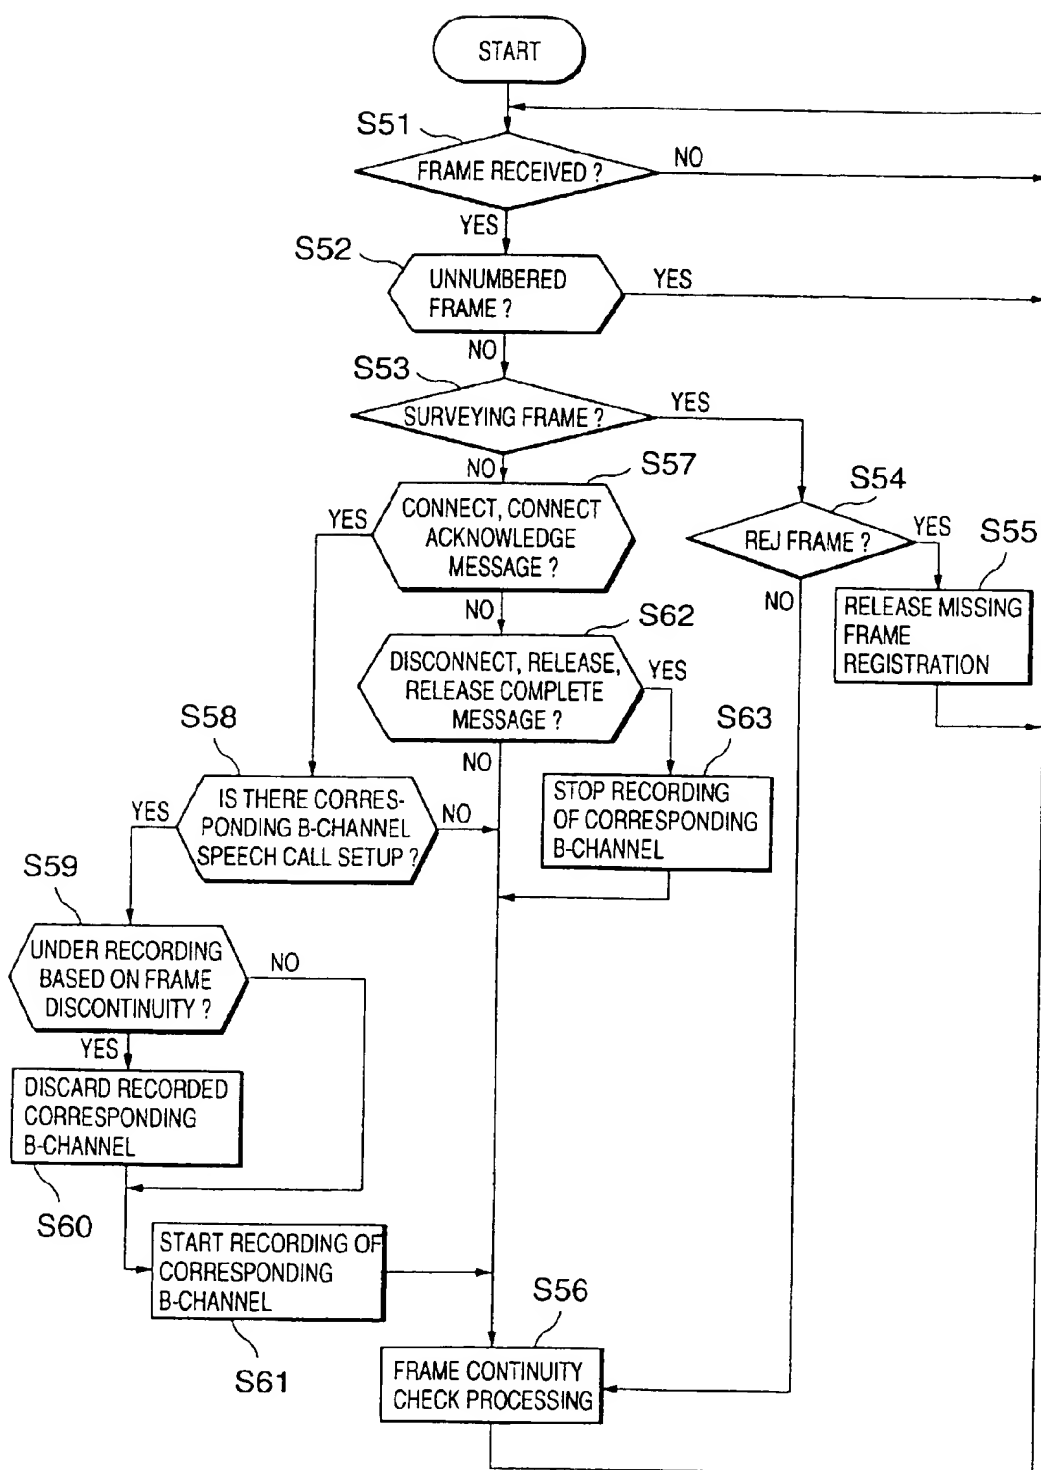 START
S51
FRAME RECEIVED ?
NO
YES
S52
UNNUMBERED
FRAME ?
YES
NO
S53
SURVEYING FRAME ?
YES
NO
S57
S54
YES
CONNECT, CONNECT
ACKNOWLEDGE
MESSAGE ?
REJ FRAME ?
YES
S55
NO
NO
RELEASE MISSING
FRAME
REGISTRATION
S62
DISCONNECT, RELEASE,
RELEASE COMPLETE
MESSAGE ?
YES
S58
S63
NO
YES
IS THERE CORRES-
PONDING B-CHANNEL
SPEECH CALL SETUP ?
NO
STOP RECORDING
OF CORRESPONDING
B-CHANNEL
S59
UNDER RECORDING
BASED ON FRAME
DISCONTINUITY ?
NO
YES
DISCARD RECORDED
CORRESPONDING
B-CHANNEL
S60
START RECORDING OF
CORRESPONDING
B-CHANNEL
S61
S56
FRAME CONTINUITY
CHECK PROCESSING